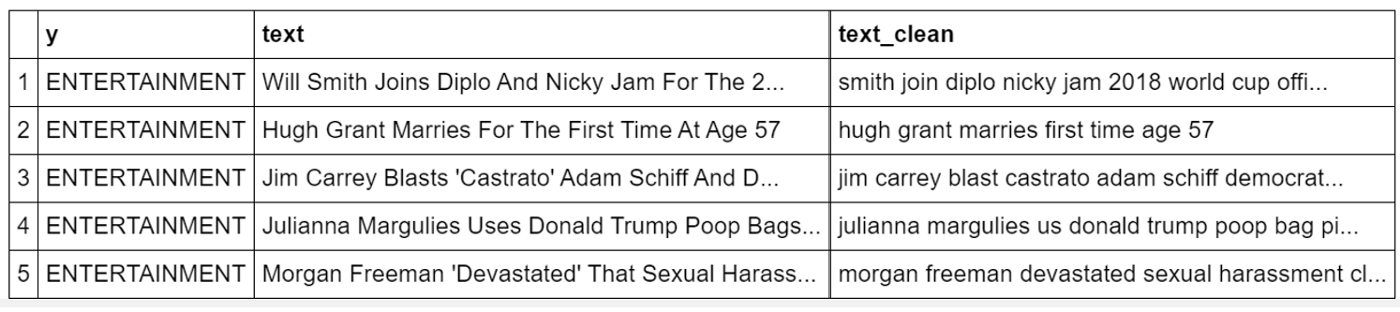 y text text_clean
1 ENTERTAINMENT Will Smith Joins Diplo And Nicky Jam For The 2... smith join diplo nicky jam 2018 world cup offi...
2 ENTERTAINMENT Hugh Grant Marries For The First Time At Age 57 hugh grant marries first time age 57
3 ENTERTAINMENT Jim Carrey Blasts 'Castrato' Adam Schiff And D... jim carrey blast castrato adam schiff democrat...
4 ENTERTAINMENT Julianna Margulies Uses Donald Trump Poop Bags... julianna margulies us donald trump poop bag pi...
5 ENTERTAINMENT Morgan Freeman 'Devastated' That Sexual Harass... morgan freeman devastated sexual harassment cl...